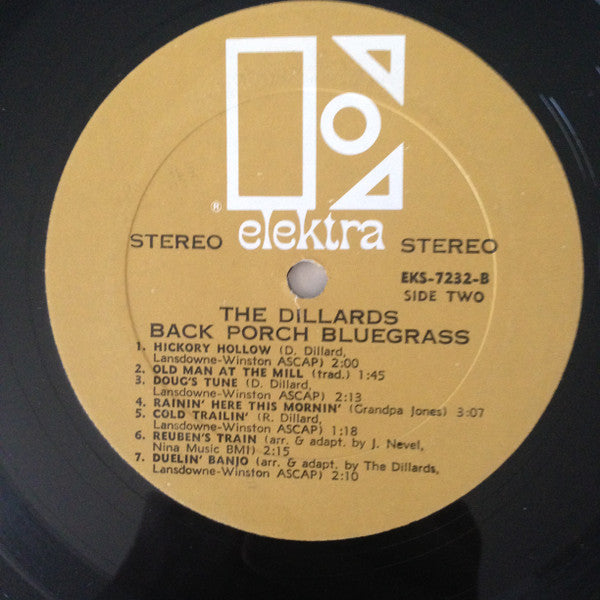 ®
elektra
STEREO STEREO
EKS-7232-B
SIDE TWO
THE DILLARDS
BACK PORCH BLUEGRASS
1. HICKORY HOLLOW (D. Dillard,
Lansdowne-Winston ASCAP) 2:00
2. OLD MAN AT THE MILL (trad.) 1:45
3. DOUG'S TUNE (D. Dillard,
Lansdowne-Winston ASCAP) 2:13
4. RAININ' HERE THIS MORNIN' (Grandpa Jones) 3:07
5. COLD TRAILIN' (R. Dillard,
Lansdowne-Winston ASCAP) 1:18
6. REUBEN'S TRAIN (arr. & adapt. by J. Nevel,
Nina Music BMI) 2:15
7. DUELIN' BANJO (arr. & adapt. by The Dillards,
Lansdowne-Winston ASCAP) 2:10